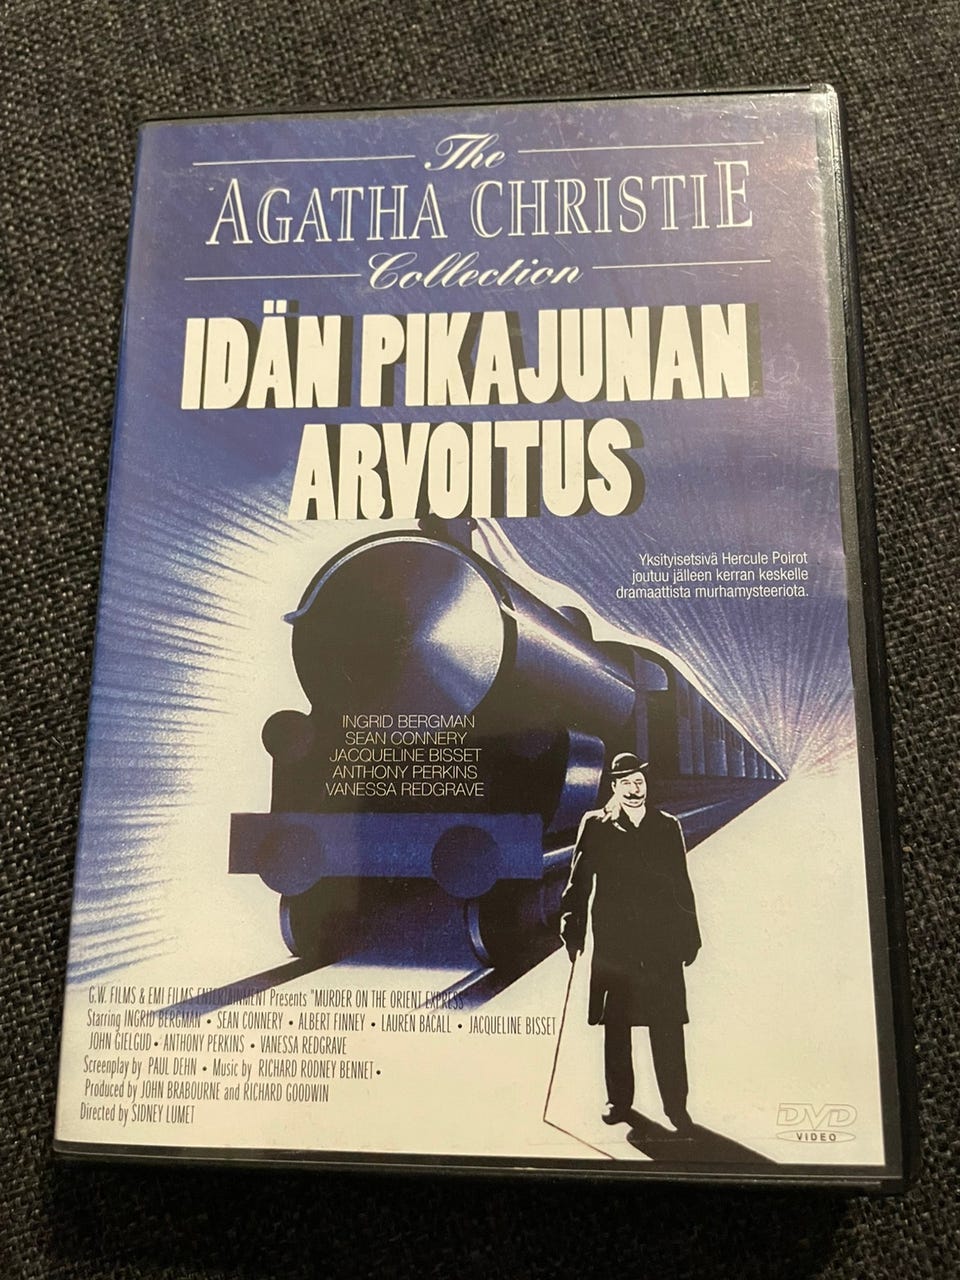 The
AGATHA CHRISTIE
Collection
IDÄN PIKAJUNAN
ARVOITUS
Yksityisetsivä Hercule Poirot
joutuu jälleen kerran keskelle
dramaattista murhamysteeriota.
INGRID BERGMAN
SEAN CONNERY
JACQUELINE BISSET
ANTHONY PERKINS
VANESSA REDGRAVE
G.W. FILMS & EMI FILMS ENTERTAINMENT Presents "MURDER ON THE ORIENT EXPRESS"
Starring INGRID BERGMAN • SEAN CONNERY • ALBERT FINNEY • LAUREN BACALL • JACQUELINE BISSET
JOHN GIELGUD • ANTHONY PERKINS • VANESSA REDGRAVE
Screenplay by PAUL DEHN • Music by RICHARD RODNEY BENNET •
Produced by JOHN BRABOURNE and RICHARD GOODWIN
Directed by SIDNEY LUMET
DVD
VIDEO